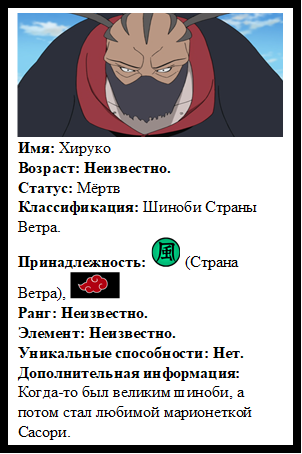 Имя: Хируко
Возраст: Неизвестно.
Статус: Мёртв
Классификация: Шиноби Страны
Ветра.
Принадлежность: 風 (Страна
Ветра),
Ранг: Неизвестно.
Элемент: Неизвестно.
Уникальные способности: Нет.
Дополнительная информация:
Когда-то был великим шиноби, а
потом стал любимой марионеткой
Сасори.